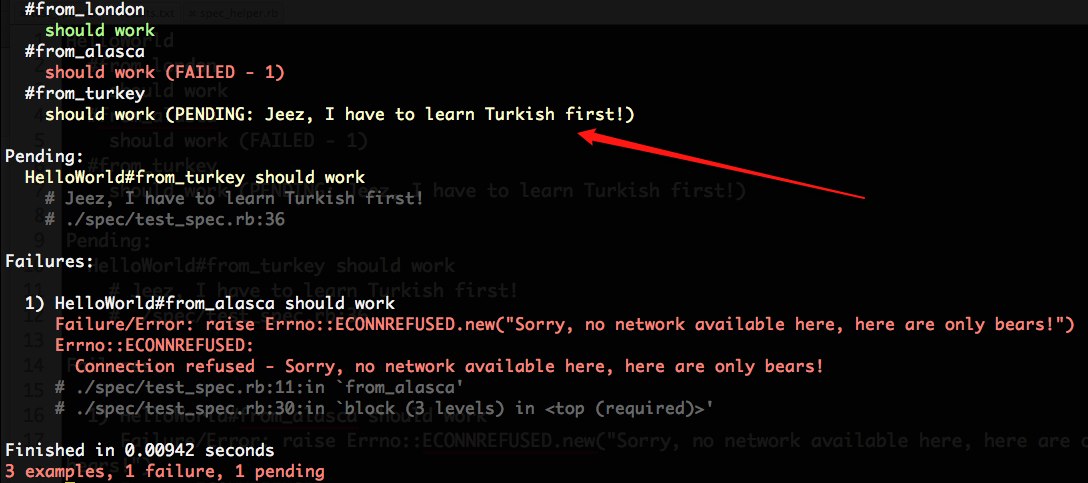 #from_london
should work
#from_alasca
should work (FAILED - 1)
#from_turkey
should work (PENDING: Jeez, I have to learn Turkish first!)
Pending:
HelloWorld#from_turkey should work
# Jeez, I have to learn Turkish first!
# ./spec/test_spec.rb:36
Failures:
1) HelloWorld#from_alasca should work
Failure/Error: raise Errno::ECONNREFUSED.new("Sorry, no network available here, here are only bears!")
Errno::ECONNREFUSED:
Connection refused - Sorry, no network available here, here are only bears!
# ./spec/test_spec.rb:11:in `from_alasca'
# ./spec/test_spec.rb:30:in `block (3 levels) in <top (required)>'
Finished in 0.00942 seconds
3 examples, 1 failure, 1 pending